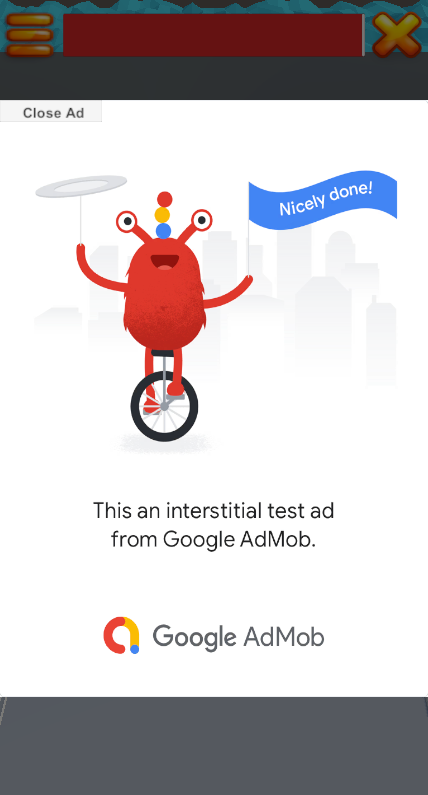 Close Ad
Nicely done!
This an interstitial test ad
from Google AdMob.
Google AdMob